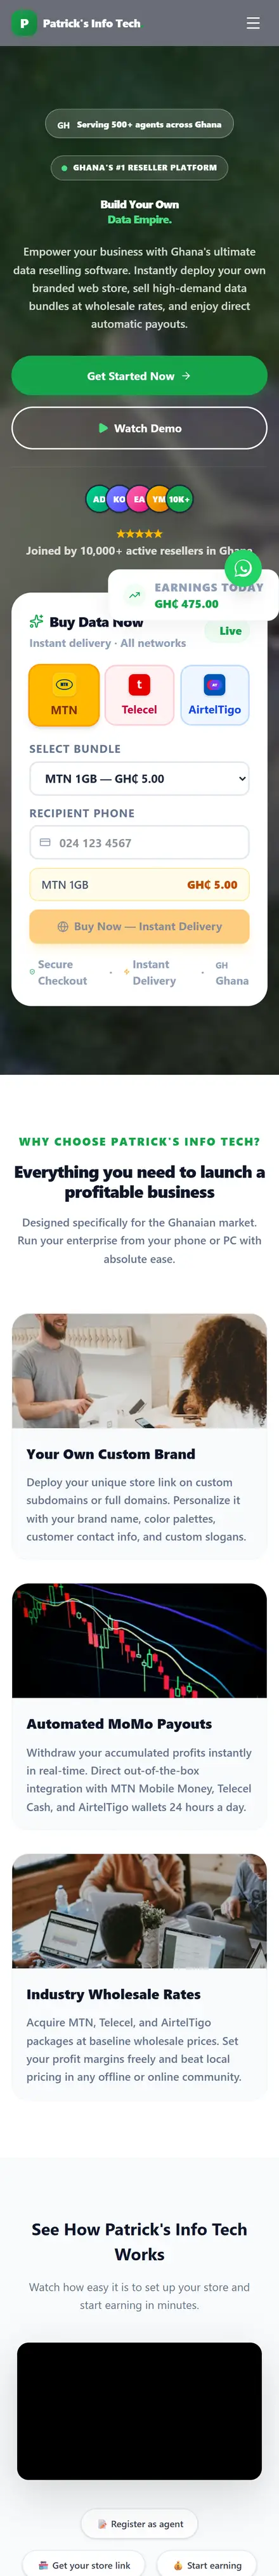 P Patrick's Info Tech
GH Serving 500+ agents across Ghana
GHANA'S #1 RESELLER PLATFORM
Build Your Own
Data Empire.
Empower your business with Ghana's ultimate
data reselling software. Instantly deploy your own
branded web store, sell high-demand data
bundles at wholesale rates, and enjoy direct
automatic payouts.
Get Started Now →
Watch Demo
AD KO EA YM 10K+
★★★★★
Joined by 10,000+ active resellers in Ghana
EARNINGS TODAY
GH₵ 475.00
Buy Data Now
Instant delivery · All networks
Live
MTN
MTN
t
Telecel
AirtelTigo
SELECT BUNDLE
MTN 1GB — GH₵ 5.00
RECIPIENT PHONE
024 123 4567
MTN 1GB GH₵ 5.00
Buy Now — Instant Delivery
Secure
Checkout
·
Instant
Delivery
·
GH
Ghana
WHY CHOOSE PATRICK'S INFO TECH?
Everything you need to launch a
profitable business
Designed specifically for the Ghanaian market.
Run your enterprise from your phone or PC with
absolute ease.
Your Own Custom Brand
Deploy your unique store link on custom
subdomains or full domains. Personalize it
with your brand name, color palettes,
customer contact info, and custom slogans.
Automated MoMo Payouts
Withdraw your accumulated profits instantly
in real-time. Direct out-of-the-box
integration with MTN Mobile Money, Telecel
Cash, and AirtelTigo wallets 24 hours a day.
Industry Wholesale Rates
Acquire MTN, Telecel, and AirtelTigo
packages at baseline wholesale prices. Set
your profit margins freely and beat local
pricing in any offline or online community.
See How Patrick's Info Tech
Works
Watch how easy it is to set up your store and
start earning in minutes.
Register as agent
Get your store link
Start earning